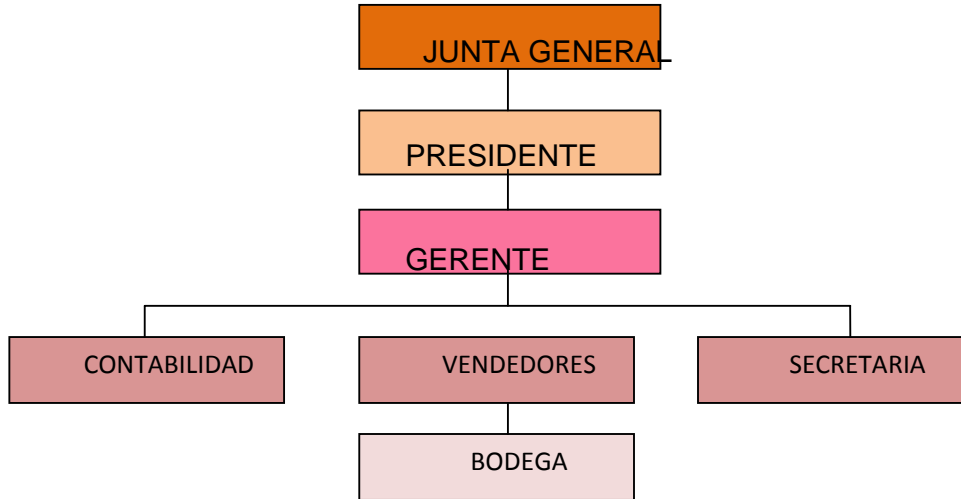 JUNTA GENERAL
PRESIDENTE
GERENTE
CONTABILIDAD
VENDEDORES
SECRETARIA
BODEGA